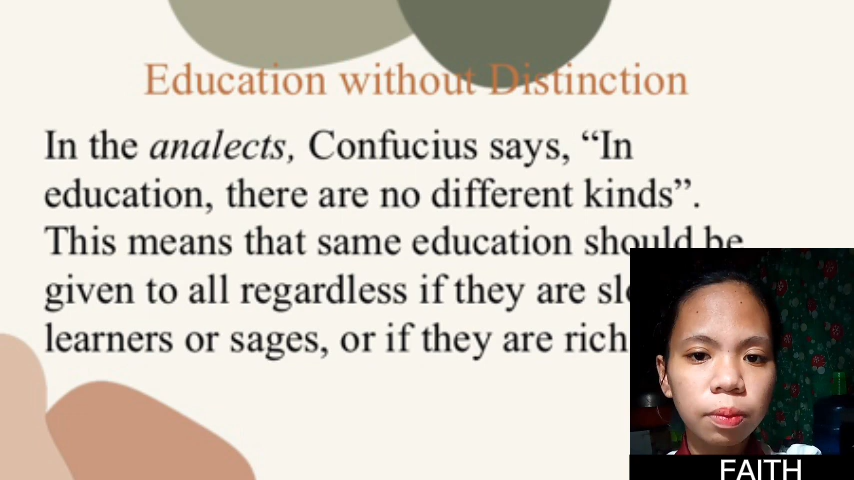 Education without Distinction
In the analects, Confucius says, “In
education, there are no different kinds”.
This means that same education should be
given to all regardless if they are
learners or sages, or if they are rich
FAITH